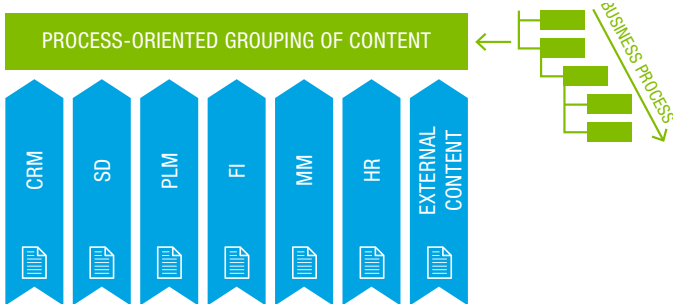 PROCESS-ORIENTED GROUPING OF CONTENT
BUSINESS PROCESS
CRM
SD
PLM
FI
MM
HR
EXTERNAL
CONTENT